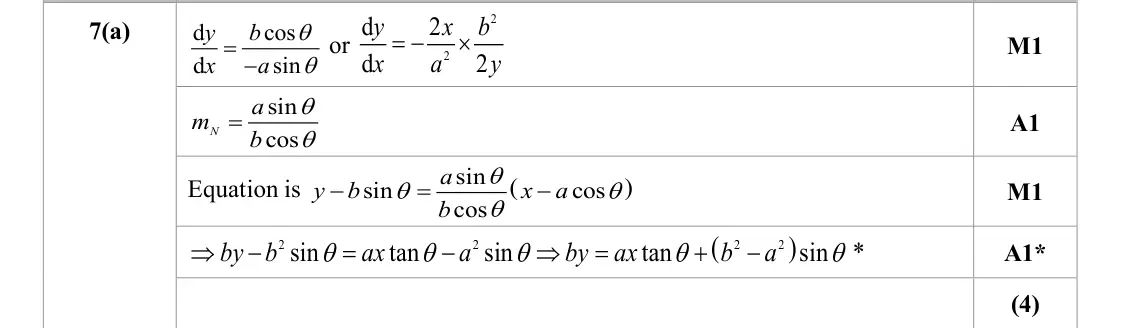 7(a) dy/dx = b cos θ / −a sin θ or dy/dx = −2x/a² × b²/2y M1
m_N = a sin θ / b cos θ A1
Equation is y − b sin θ = a sin θ / b cos θ (x − a cos θ) M1
⇒ by − b² sin θ = ax tan θ − a² sin θ ⇒ by = ax tan θ + (b² − a²) sin θ * A1*
(4)